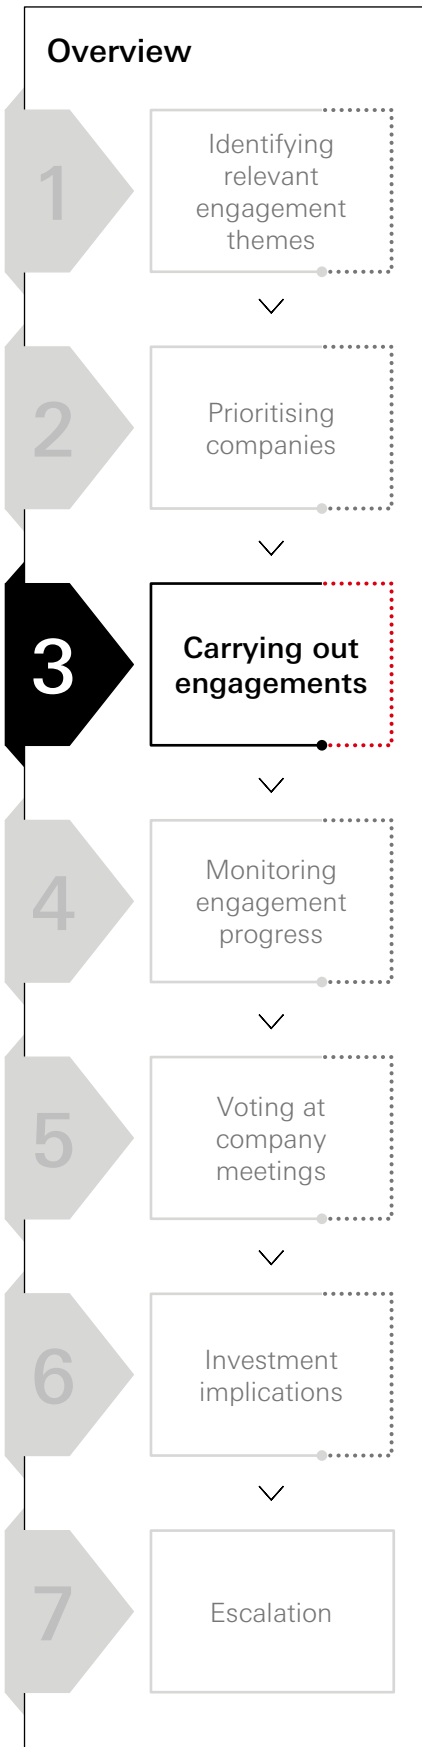 Overview
1
Identifying
relevant
engagement
themes
2
Prioritising
companies
3
Carrying out
engagements
4
Monitoring
engagement
progress
5
Voting at
company
meetings
6
Investment
implications
7
Escalation